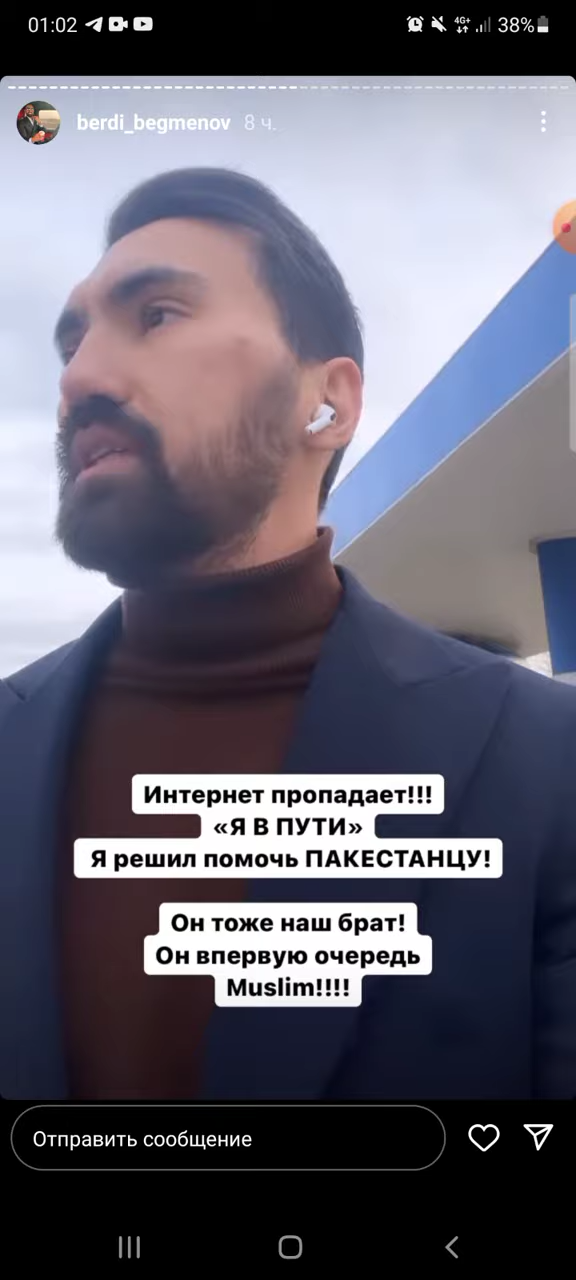 01:02
4G+
38%
berdi_begmenov 8 ч.
Интернет пропадает!!!
«Я В ПУТИ»
Я решил помочь ПАКЕСТАНЦУ!
Он тоже наш брат!
Он впервую очередь
Muslim!!!!
Отправить сообщение